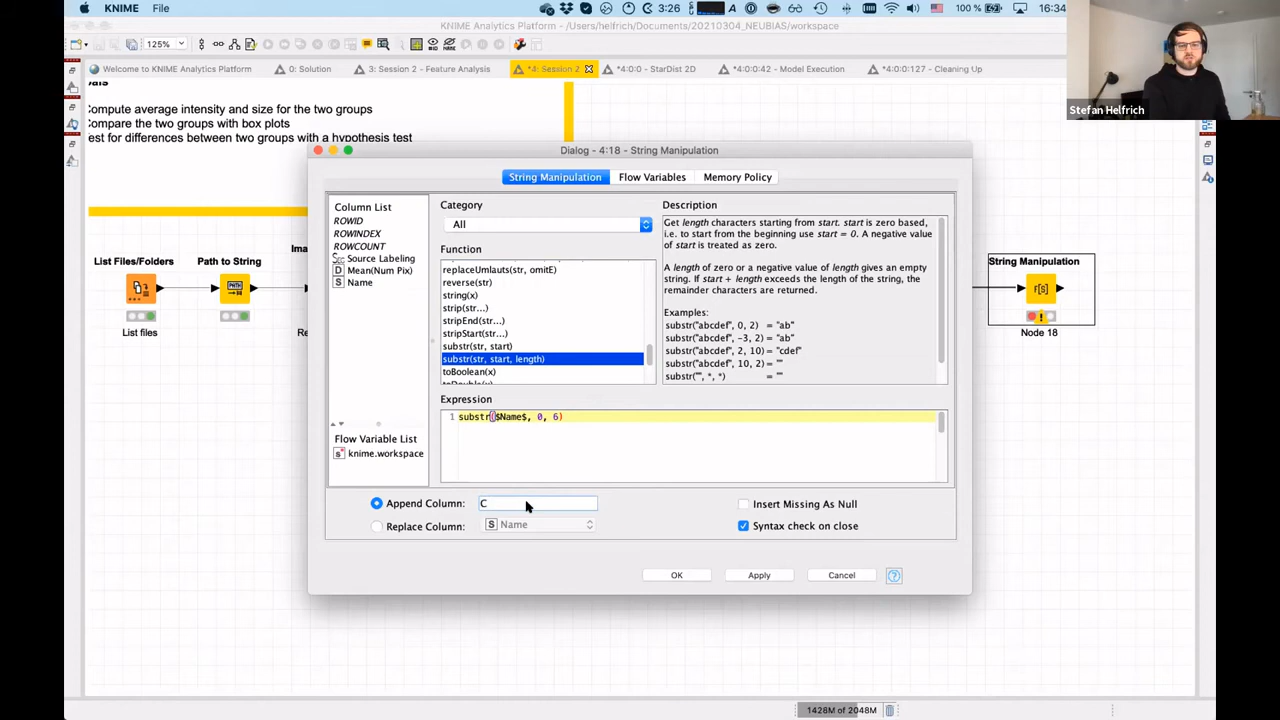 KNIME File 3:26 100 % 16:34
KNIME Analytics Platform - /Users/helfrich/Documents/20210304_NEUBIAS/workspace
125%
Welcome to KNIME Analytics Platform 0: Solution 3: Session 2 - Feature Analysis *4: Session 2 *4:0:0 - StarDist 2D *4:0:0:42 - Model Execution *4:0:0:127 - Cleaning Up
Stefan Helfrich
Compute average intensity and size for the two groups
Compare the two groups with box plots
est for differences between two groups with a hypothesis test
Dialog - 4:18 - String Manipulation
String Manipulation Flow Variables Memory Policy
Column List
ROWID
ROWINDEX
ROWCOUNT
Source Labeling
D Mean(Num Pix)
S Name
Flow Variable List
s knime.workspace
Category
All
Function
replaceUmlauts(str, omitE)
reverse(str)
string(x)
strip(str...)
stripEnd(str...)
stripStart(str...)
substr(str, start)
substr(str, start, length)
toBoolean(x)
toDouble(x)
Description
Get length characters starting from start. start is zero based,
i.e. to start from the beginning use start = 0. A negative value
of start is treated as zero.
A length of zero or a negative value of length gives an empty
string. If start + length exceeds the length of the string, the
remainder characters are returned.
Examples:
substr("abcdef", 0, 2) = "ab"
substr("abcdef", -3, 2) = "ab"
substr("abcdef", 2, 10) = "cdef"
substr("abcdef", 10, 2) = ""
substr("", *, *) = ""
Expression
1 substr($Name$, 0, 6)
Append Column: C
Replace Column: S Name
Insert Missing As Null
Syntax check on close
OK Apply Cancel ?
List Files/Folders
List files
Path to String
Ima
Re
String Manipulation
F[S]
Node 18
1428M of 2048M